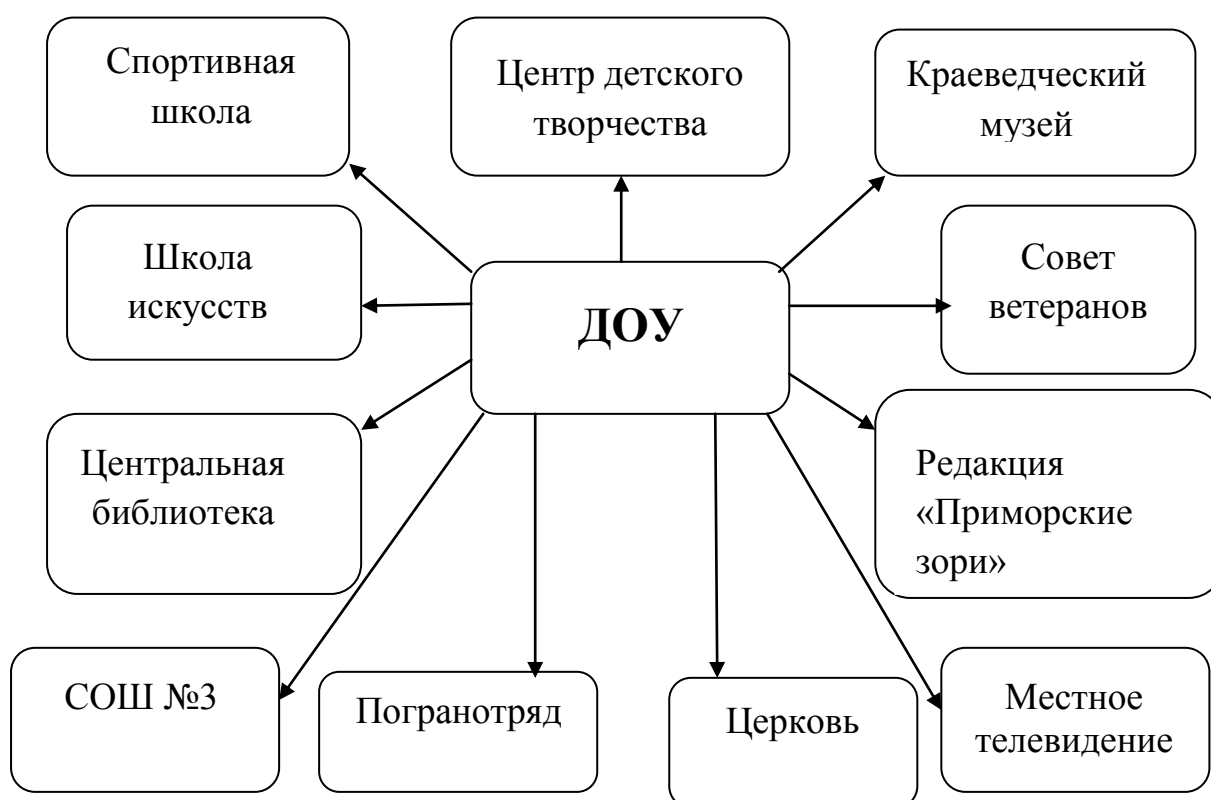 Спортивная
школа
Центр детского
творчества
Краеведческий
музей
Школа
искусств
ДОУ
Совет
ветеранов
Центральная
библиотека
Редакция
«Приморские
зори»
СОШ №3
Погранотряд
Церковь
Местное
телевидение